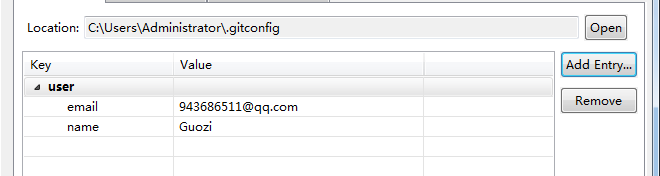 Location: C:\Users\Administrator\.gitconfig Open
Key Value Add Entry...
user
email 943686511@qq.com Remove
name Guozi